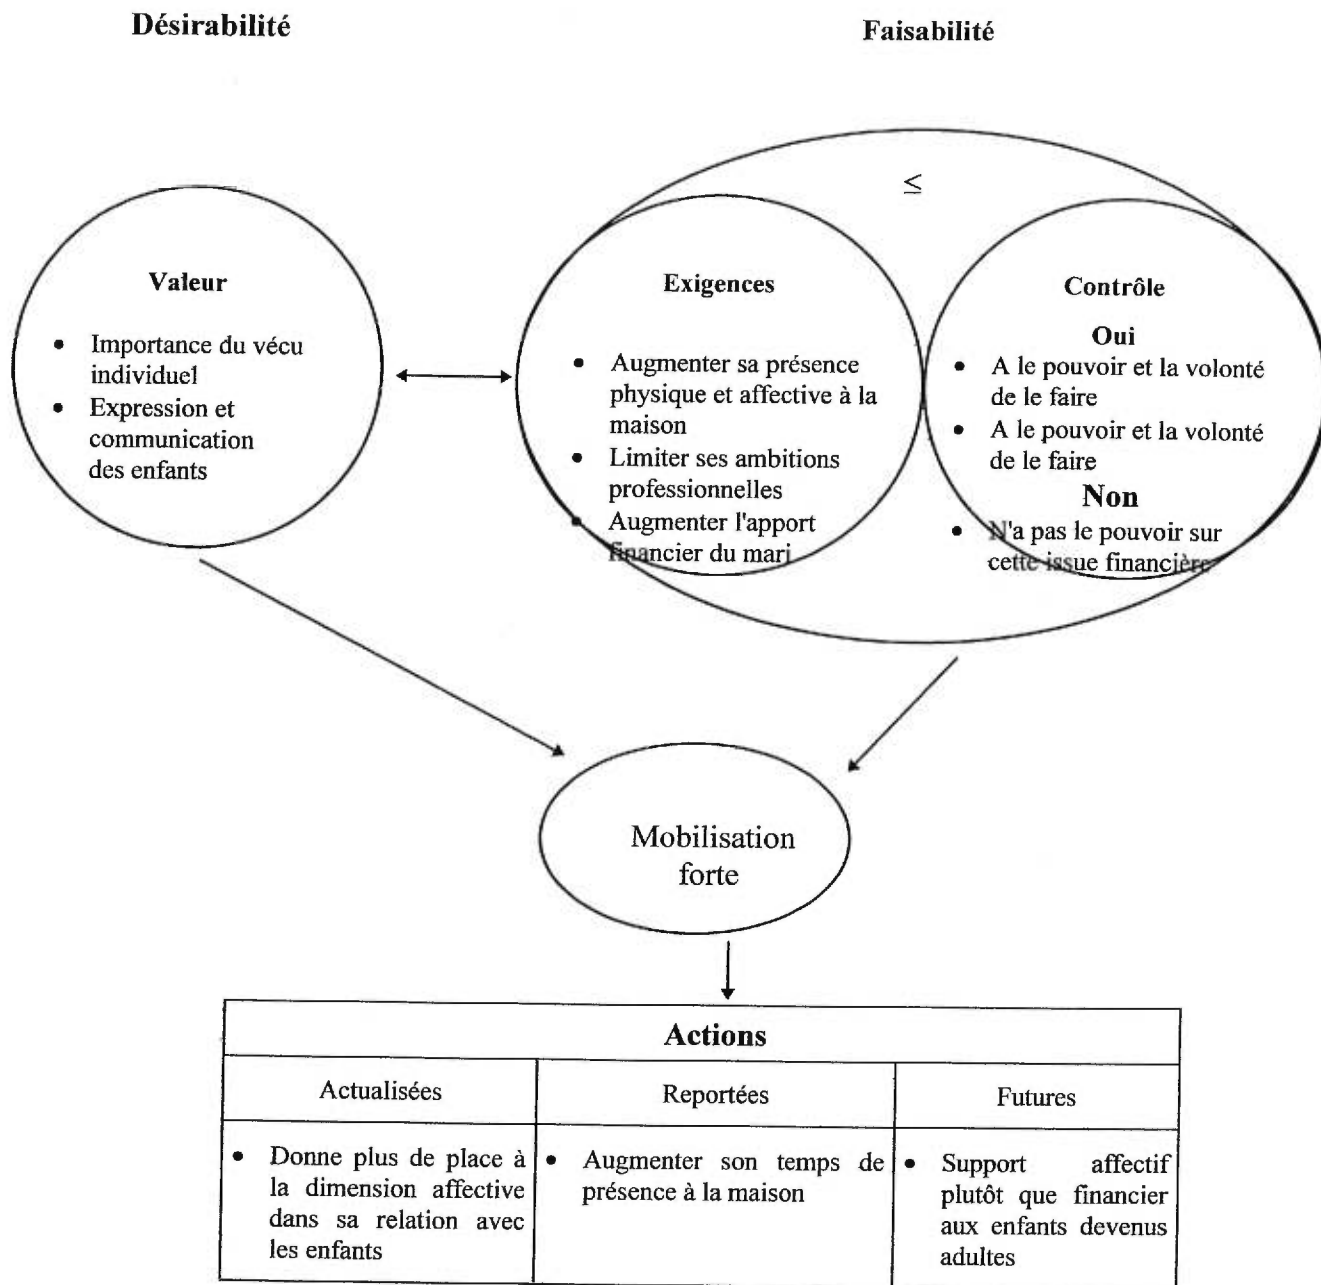 Désirabilité
Faisabilité
≤
Valeur
• Importance du vécu
individuel
• Expression et
communication
des enfants
Exigences
• Augmenter sa présence
physique et affective à la
maison
• Limiter ses ambitions
professionnelles
• Augmenter l'apport
financier du mari
Contrôle
Oui
• A le pouvoir et la volonté
de le faire
• A le pouvoir et la volonté
de le faire
Non
• N'a pas le pouvoir sur
cette issue financière
Mobilisation
forte
Actions
Actualisées
Reportées
Futures
• Donne plus de place à
la dimension affective
dans sa relation avec
les enfants
• Augmenter son temps de
présence à la maison
• Support affectif
plutôt que financier
aux enfants devenus
adultes